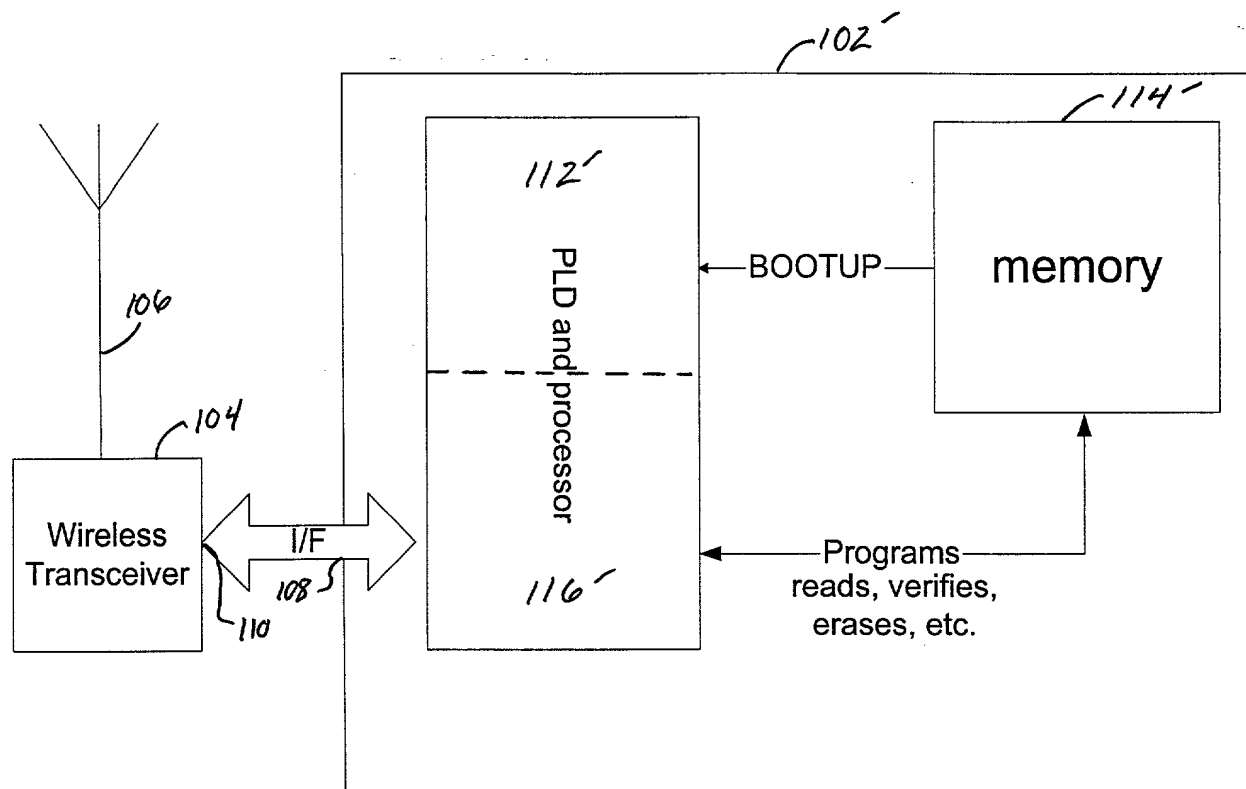 102'
114'
112'
PLD and processor
BOOTUP
memory
106
104
Wireless
Transceiver
I/F
108
110
116'
Programs
reads, verifies,
erases, etc.